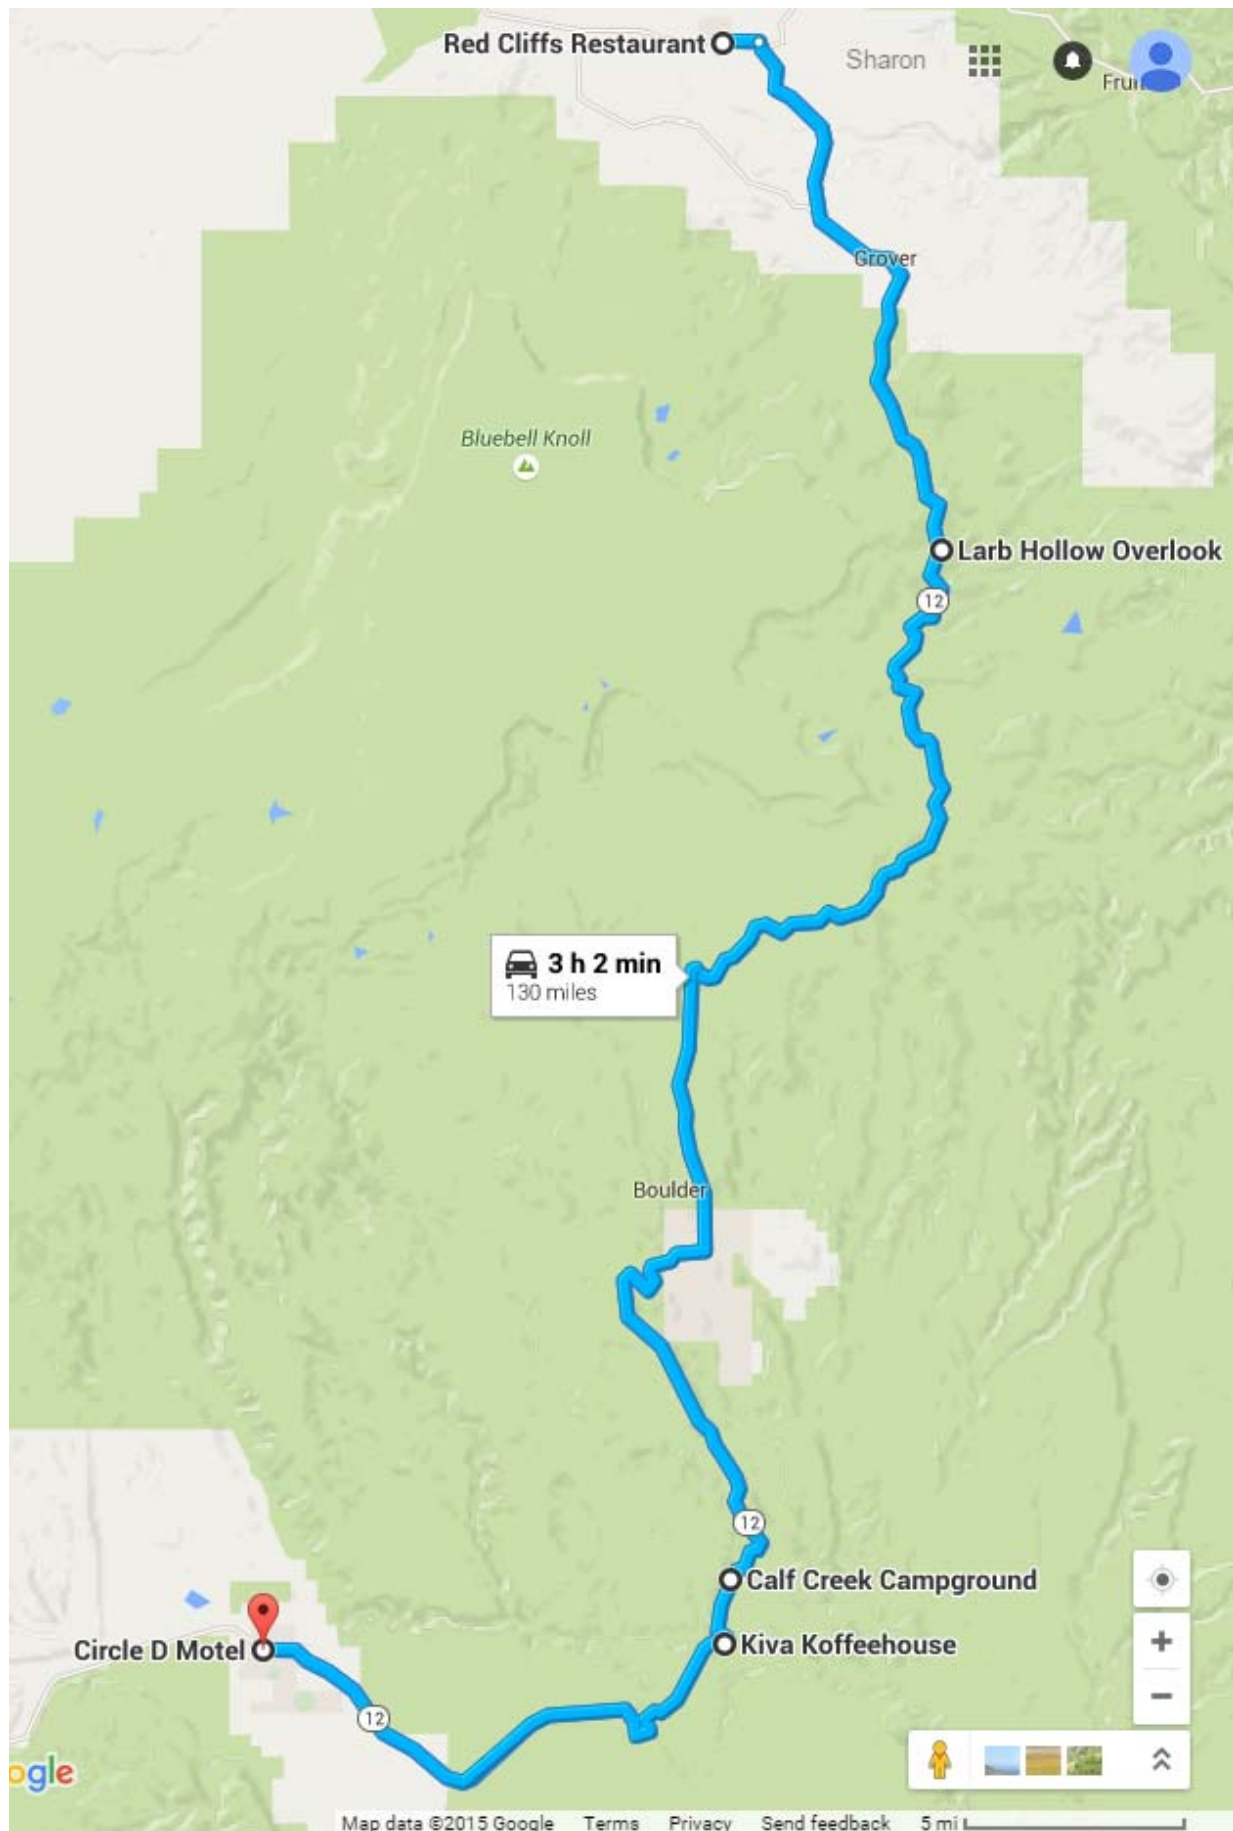 Red Cliffs Restaurant
Sharon
Grover
Bluebell Knoll
Larb Hollow Overlook
12
3 h 2 min
130 miles
Boulder
12
Calf Creek Campground
Kiva Koffeehouse
Circle D Motel
12
ogle
Map data ©2015 Google Terms Privacy Send feedback 5 mi